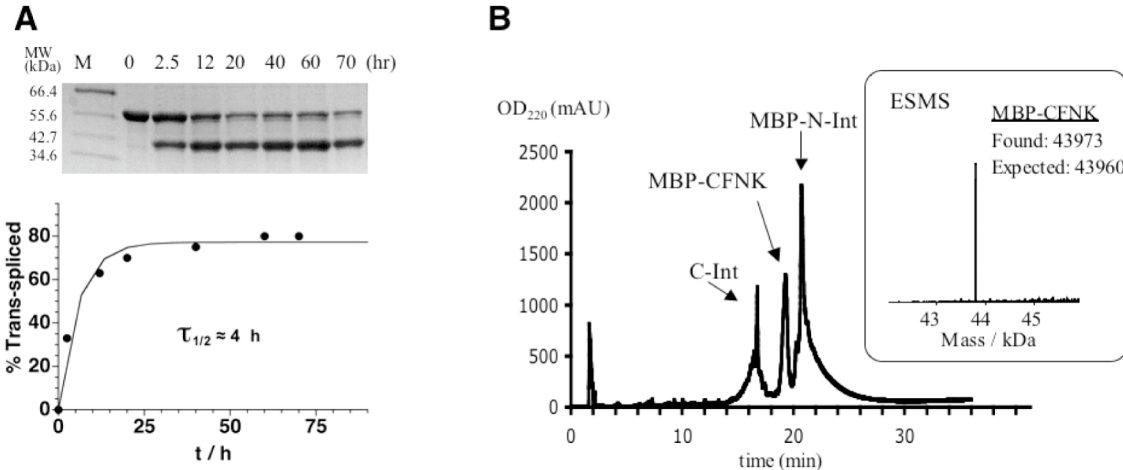 A
MW
(kDa)
M 0 2.5 12 20 40 60 70 (hr)
66.4
55.6
42.7
34.6
% Trans-spliced
80
60
40
20
0
τ1/2 ≈ 4 h
0 25 50 75
t / h
B
OD220 (mAU)
2500
2000
1500
1000
500
0
MBP-N-Int
MBP-CFNK
C-Int
0 10 20 30
time (min)
ESMS
MBP-CFNK
Found: 43973
Expected: 43960
43 44 45
Mass / kDa